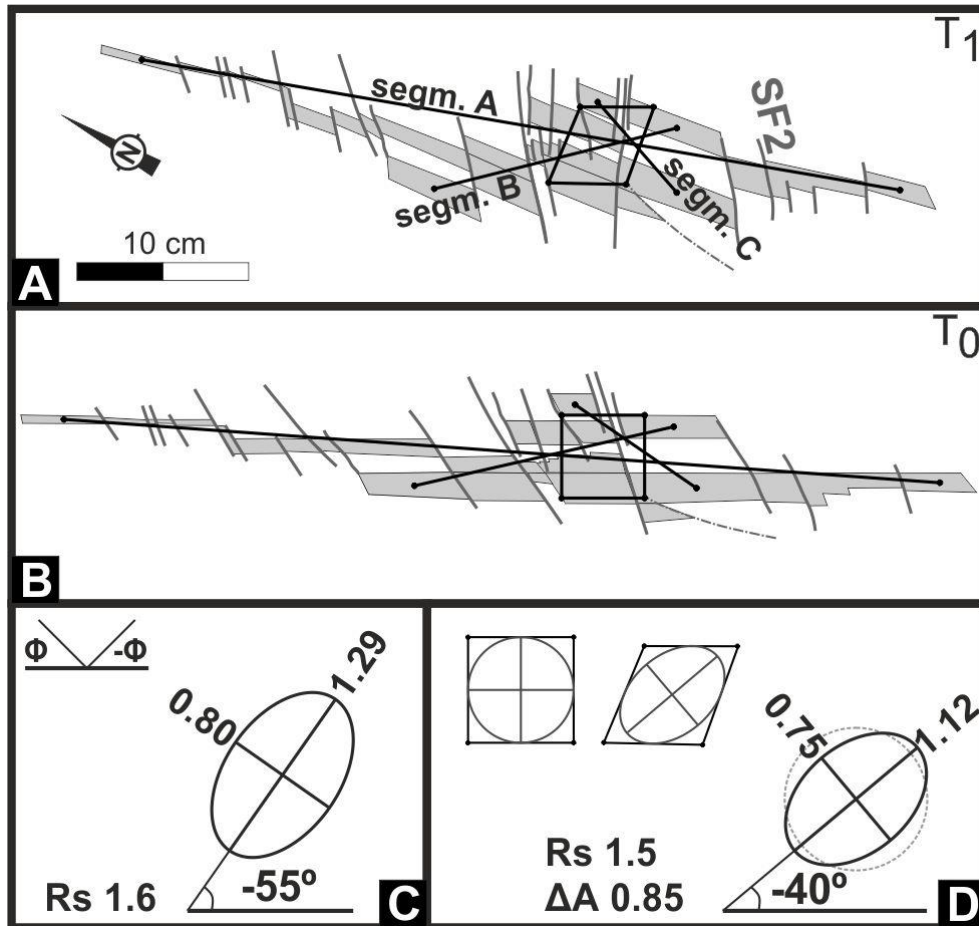 T1
segm. A
SF2
N
segm. B
segm. C
10 cm
A
T0
B
Φ -Φ
0.80
1.29
Rs 1.6
-55º
C
0.75
1.12
Rs 1.5
ΔA 0.85
-40º
D